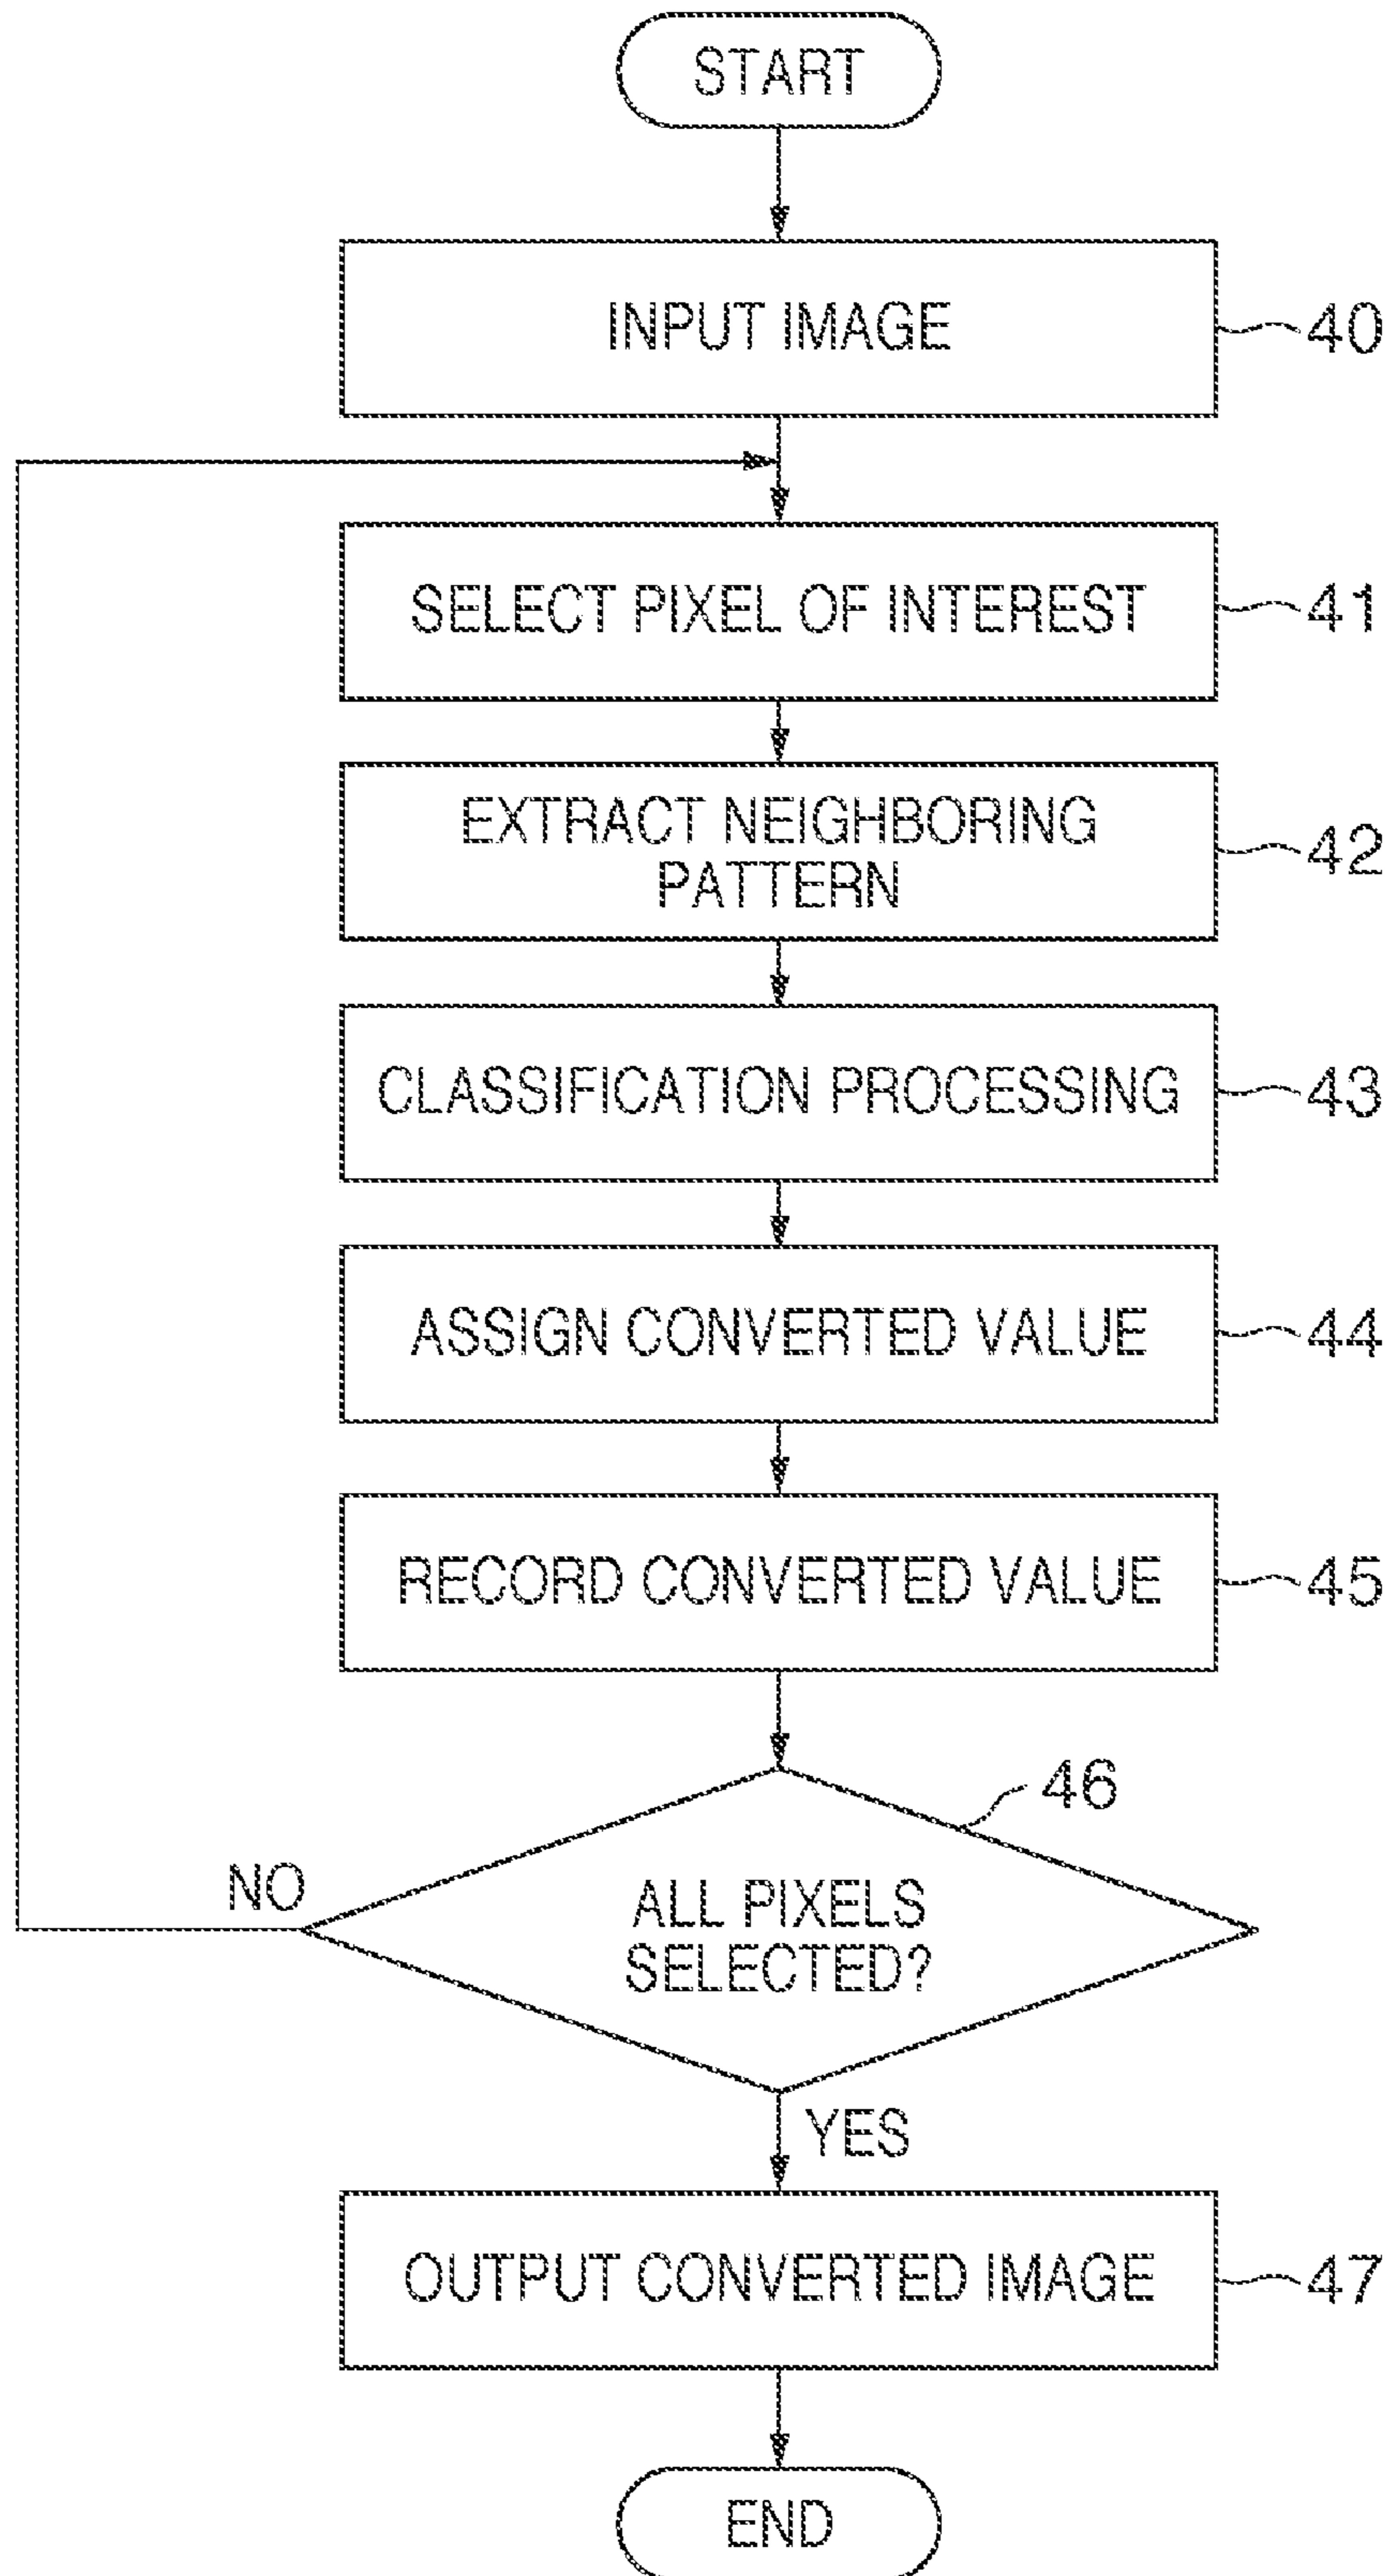 START
INPUT IMAGE
40
SELECT PIXEL OF INTEREST
41
EXTRACT NEIGHBORING
PATTERN
42
CLASSIFICATION PROCESSING
43
ASSIGN CONVERTED VALUE
44
RECORD CONVERTED VALUE
45
46
NO
ALL PIXELS
SELECTED?
YES
OUTPUT CONVERTED IMAGE
47
END